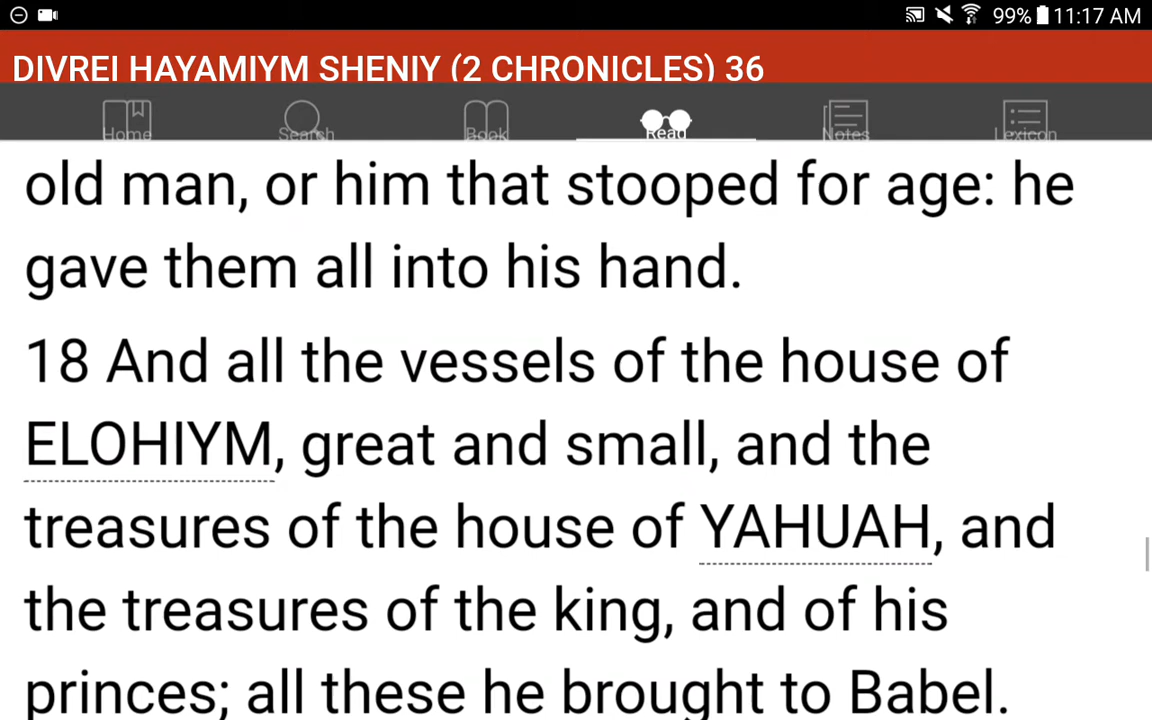 99% 11:17 AM
DIVREI HAYAMIYM SHENIY (2 CHRONICLES) 36
Home Search Book Read Notes Lexicon
old man, or him that stooped for age: he
gave them all into his hand.
18 And all the vessels of the house of
ELOHIYM, great and small, and the
treasures of the house of YAHUAH, and
the treasures of the king, and of his
princes; all these he brought to Babel.